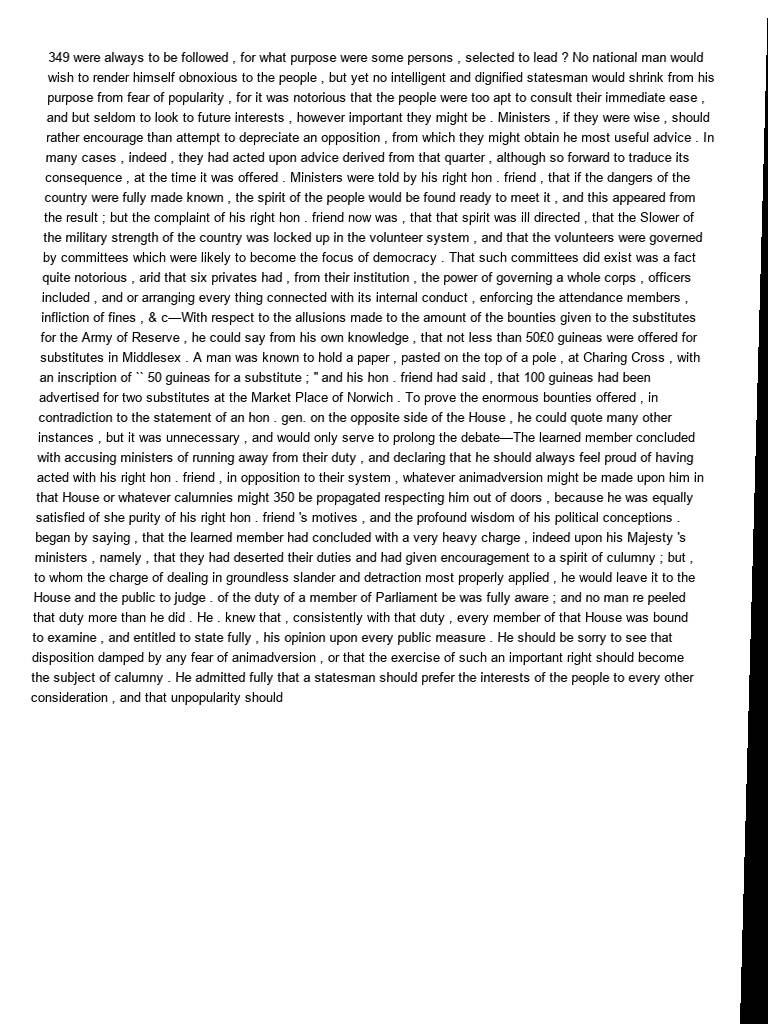 349 were always to be followed , for what purpose were some persons , selected to lead ? No national man would
wish to render himself obnoxious to the people , but yet no intelligent and dignified statesman would shrink from his
purpose from fear of popularity , for it was notorious that the people were too apt to consult their immediate ease ,
and but seldom to look to future interests , however important they might be . Ministers , if they were wise , should
rather encourage than attempt to depreciate an opposition , from which they might obtain he most useful advice . In
many cases , indeed , they had acted upon advice derived from that quarter , although so forward to traduce its
consequence , at the time it was offered . Ministers were told by his right hon . friend , that if the dangers of the
country were fully made known , the spirit of the people would be found ready to meet it , and this appeared from
the result ; but the complaint of his right hon . friend now was , that that spirit was ill directed , that the Slower of
the military strength of the country was locked up in the volunteer system , and that the volunteers were governed
by committees which were likely to become the focus of democracy . That such committees did exist was a fact
quite notorious , arid that six privates had , from their institution , the power of governing a whole corps , officers
included , and or arranging every thing connected with its internal conduct , enforcing the attendance members ,
infliction of fines , & c—With respect to the allusions made to the amount of the bounties given to the substitutes
for the Army of Reserve , he could say from his own knowledge , that not less than 50£0 guineas were offered for
substitutes in Middlesex . A man was known to hold a paper , pasted on the top of a pole , at Charing Cross , with
an inscription of `` 50 guineas for a substitute ; '' and his hon . friend had said , that 100 guineas had been
advertised for two substitutes at the Market Place of Norwich . To prove the enormous bounties offered , in
contradiction to the statement of an hon . gen. on the opposite side of the House , he could quote many other
instances , but it was unnecessary , and would only serve to prolong the debate—The learned member concluded
with accusing ministers of running away from their duty , and declaring that he should always feel proud of having
acted with his right hon . friend , in opposition to their system , whatever animadversion might be made upon him in
that House or whatever calumnies might 350 be propagated respecting him out of doors , because he was equally
satisfied of she purity of his right hon . friend 's motives , and the profound wisdom of his political conceptions .
began by saying , that the learned member had concluded with a very heavy charge , indeed upon his Majesty 's
ministers , namely , that they had deserted their duties and had given encouragement to a spirit of culumny ; but ,
to whom the charge of dealing in groundless slander and detraction most properly applied , he would leave it to the
House and the public to judge . of the duty of a member of Parliament be was fully aware ; and no man re peeled
that duty more than he did . He . knew that , consistently with that duty , every member of that House was bound
to examine , and entitled to state fully , his opinion upon every public measure . He should be sorry to see that
disposition damped by any fear of animadversion , or that the exercise of such an important right should become
the subject of calumny . He admitted fully that a statesman should prefer the interests of the people to every other
consideration , and that unpopularity should